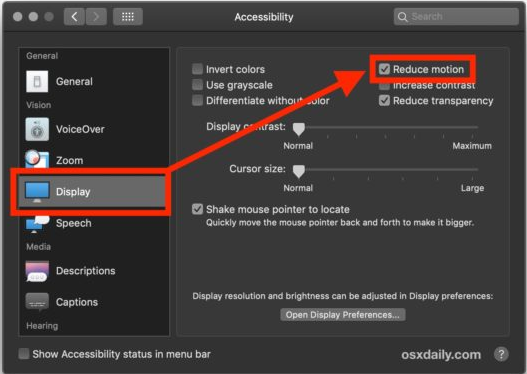 Accessibility
Search
General
General
Vision
VoiceOver
Zoom
Display
Speech
Media
Descriptions
Captions
Hearing
Invert colors
Reduce motion
Use grayscale
Increase contrast
Differentiate without color
Reduce transparency
Display contrast:
Normal Maximum
Cursor size:
Normal Large
Shake mouse pointer to locate
Quickly move the mouse pointer back and forth to make it bigger.
Display resolution and brightness can be adjusted in Display preferences:
Open Display Preferences...
Show Accessibility status in menu bar
osxdaily.com
?